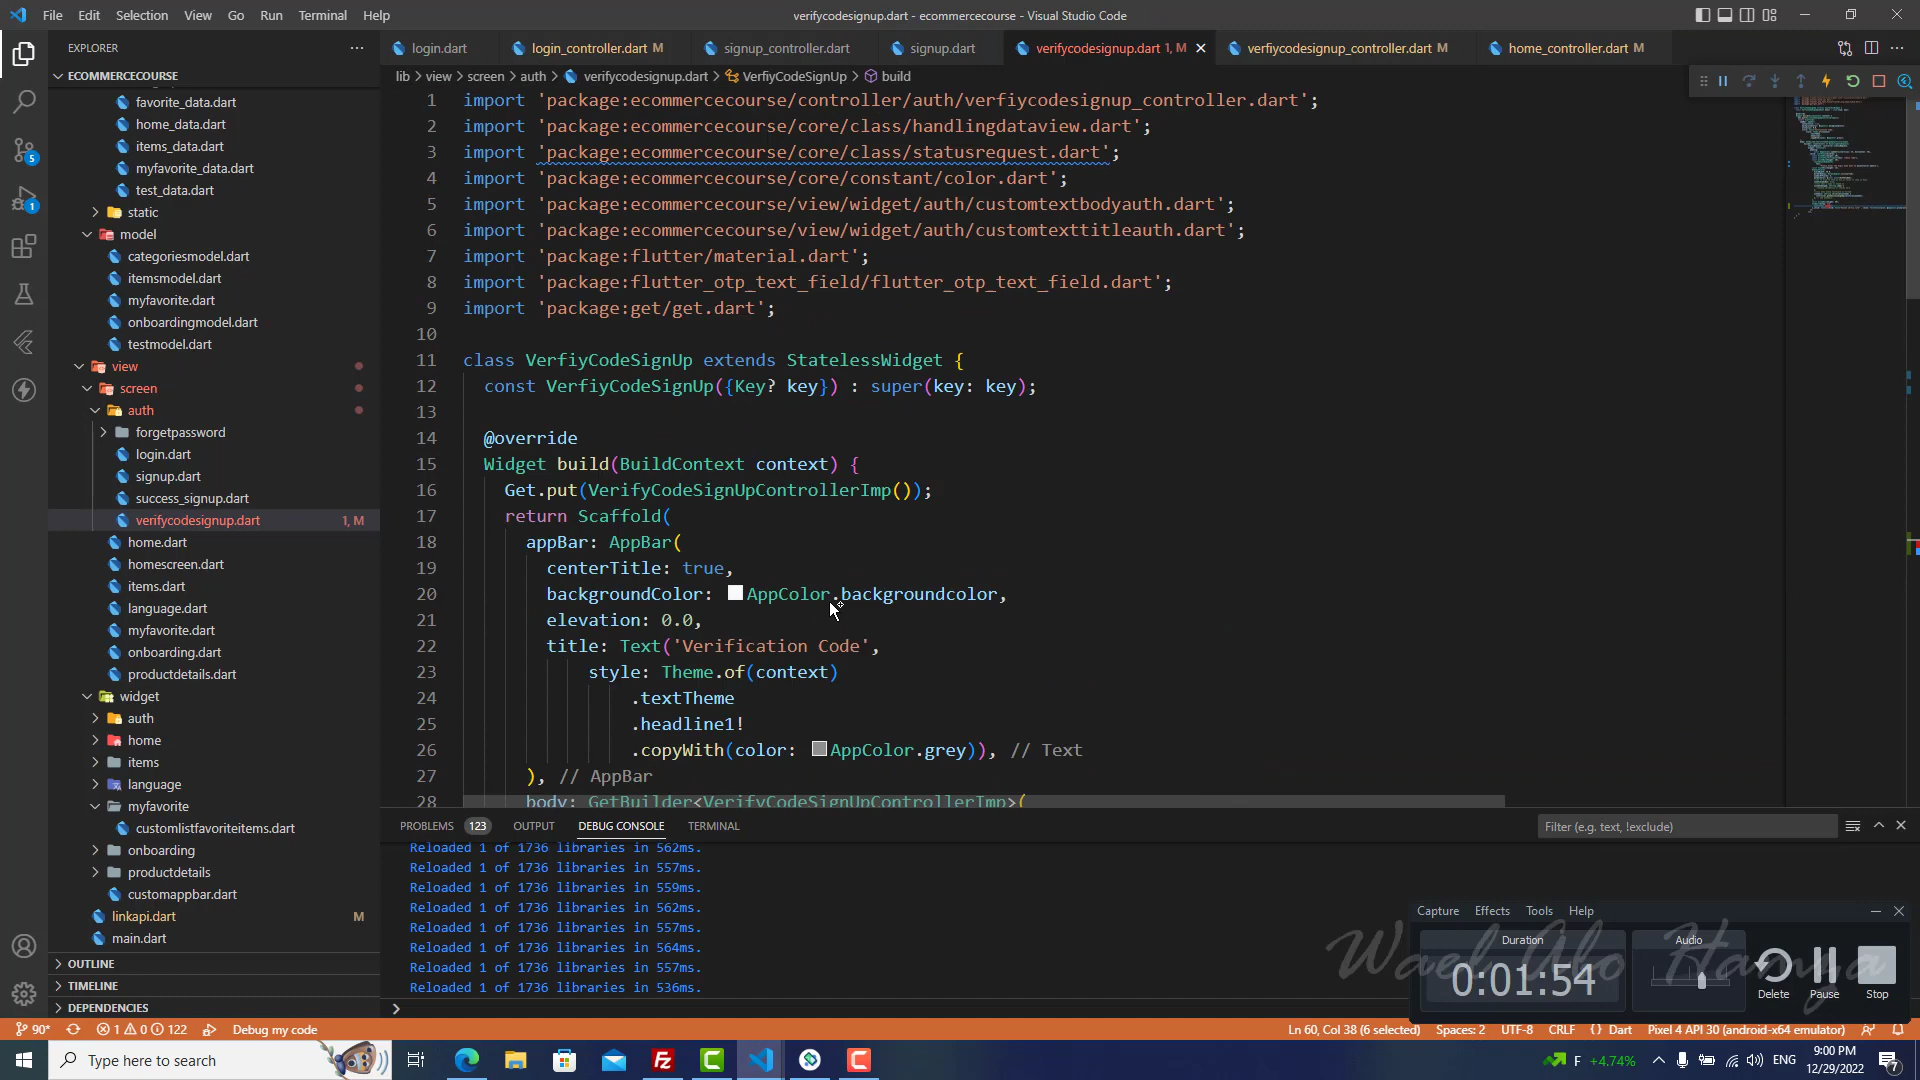 File Edit Selection View Go Run Terminal Help
verifycodesignup.dart - ecommercecourse - Visual Studio Code
EXPLORER
ECOMMERCECOURSE
favorite_data.dart
home_data.dart
items_data.dart
myfavorite_data.dart
test_data.dart
static
model
categoriesmodel.dart
itemsmodel.dart
myfavorite.dart
onboardingmodel.dart
testmodel.dart
view
screen
auth
forgetpassword
login.dart
signup.dart
success_signup.dart
verifycodesignup.dart 1, M
home.dart
homescreen.dart
items.dart
language.dart
myfavorite.dart
onboarding.dart
productdetails.dart
widget
auth
home
items
language
myfavorite
customlistfavoriteitems.dart
onboarding
productdetails
customappbar.dart
linkapi.dart M
main.dart
OUTLINE
TIMELINE
DEPENDENCIES
login.dart login_controller.dart M signup_controller.dart signup.dart verifycodesignup.dart 1, M verfiycodesignup_controller.dart M home_controller.dart M
lib > view > screen > auth > verifycodesignup.dart > VerfiyCodeSignUp > build
1 import 'package:ecommercecourse/controller/auth/verfiycodesignup_controller.dart';
2 import 'package:ecommercecourse/core/class/handlingdataview.dart';
3 import 'package:ecommercecourse/core/class/statusrequest.dart';
4 import 'package:ecommercecourse/core/constant/color.dart';
5 import 'package:ecommercecourse/view/widget/auth/customtextbodyauth.dart';
6 import 'package:ecommercecourse/view/widget/auth/customtexttitleauth.dart';
7 import 'package:flutter/material.dart';
8 import 'package:flutter_otp_text_field/flutter_otp_text_field.dart';
9 import 'package:get/get.dart';
10
11 class VerfiyCodeSignUp extends StatelessWidget {
12 const VerfiyCodeSignUp({Key? key}) : super(key: key);
13
14 @override
15 Widget build(BuildContext context) {
16 Get.put(VerifyCodeSignUpControllerImp());
17 return Scaffold(
18 appBar: AppBar(
19 centerTitle: true,
20 backgroundColor: AppColor.backgroundcolor,
21 elevation: 0.0,
22 title: Text('Verification Code',
23 style: Theme.of(context)
24 .textTheme
25 .headline1!
26 .copyWith(color: AppColor.grey)), // Text
27 ), // AppBar
28 body: GetBuilder<VerifyCodeSignUpControllerImp>(
PROBLEMS 123 OUTPUT DEBUG CONSOLE TERMINAL
Filter (e.g. text, !exclude)
Reloaded 1 of 1736 libraries in 562ms.
Reloaded 1 of 1736 libraries in 557ms.
Reloaded 1 of 1736 libraries in 559ms.
Reloaded 1 of 1736 libraries in 562ms.
Reloaded 1 of 1736 libraries in 557ms.
Reloaded 1 of 1736 libraries in 564ms.
Reloaded 1 of 1736 libraries in 557ms.
Reloaded 1 of 1736 libraries in 536ms.
Capture Effects Tools Help
Duration Audio
0:01:54
Delete Pause Stop
Wael Abo Hamza
90* 1 0 122 Debug my code
Ln 60, Col 38 (6 selected) Spaces: 2 UTF-8 CRLF {} Dart Pixel 4 API 30 (android-x64 emulator)
Type here to search
F +4.74%
ENG
9:00 PM
12/29/2022
7
5
1